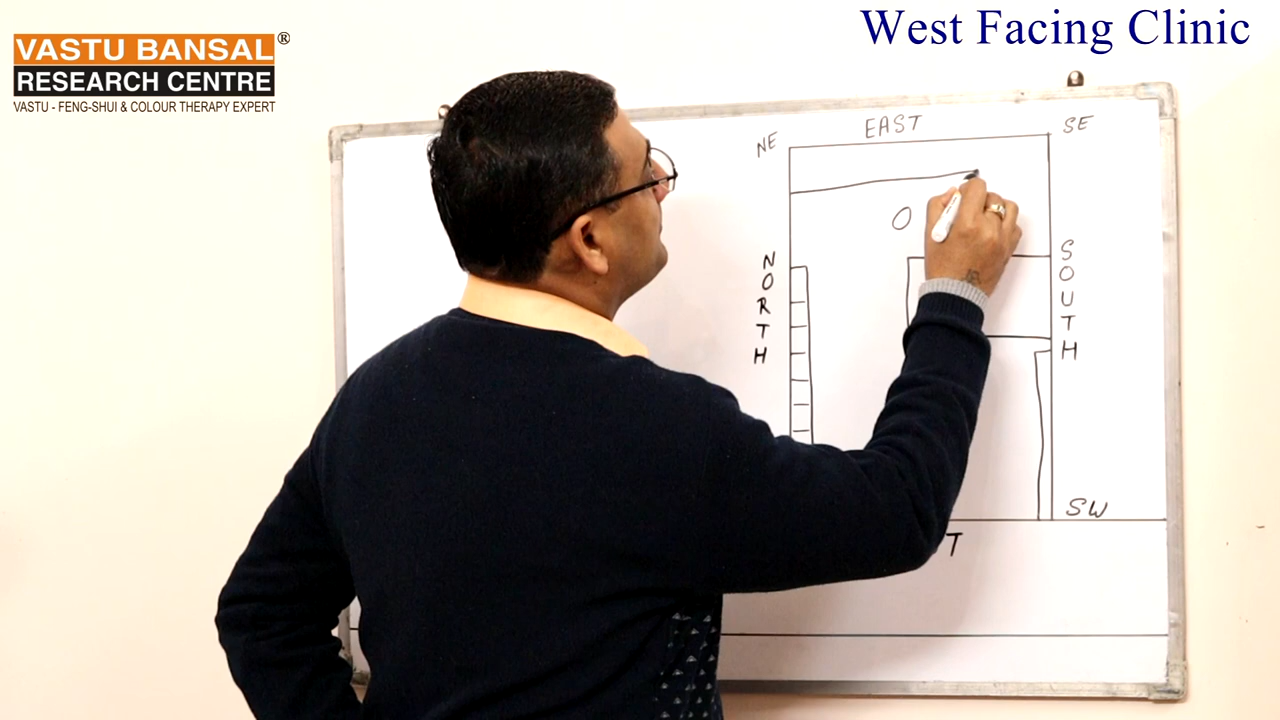 West Facing Clinic
VASTU BANSAL®
RESEARCH CENTRE
VASTU - FENG-SHUI & COLOUR THERAPY EXPERT
NE
EAST
SE
O
NORTH
SOUTH
SW
T